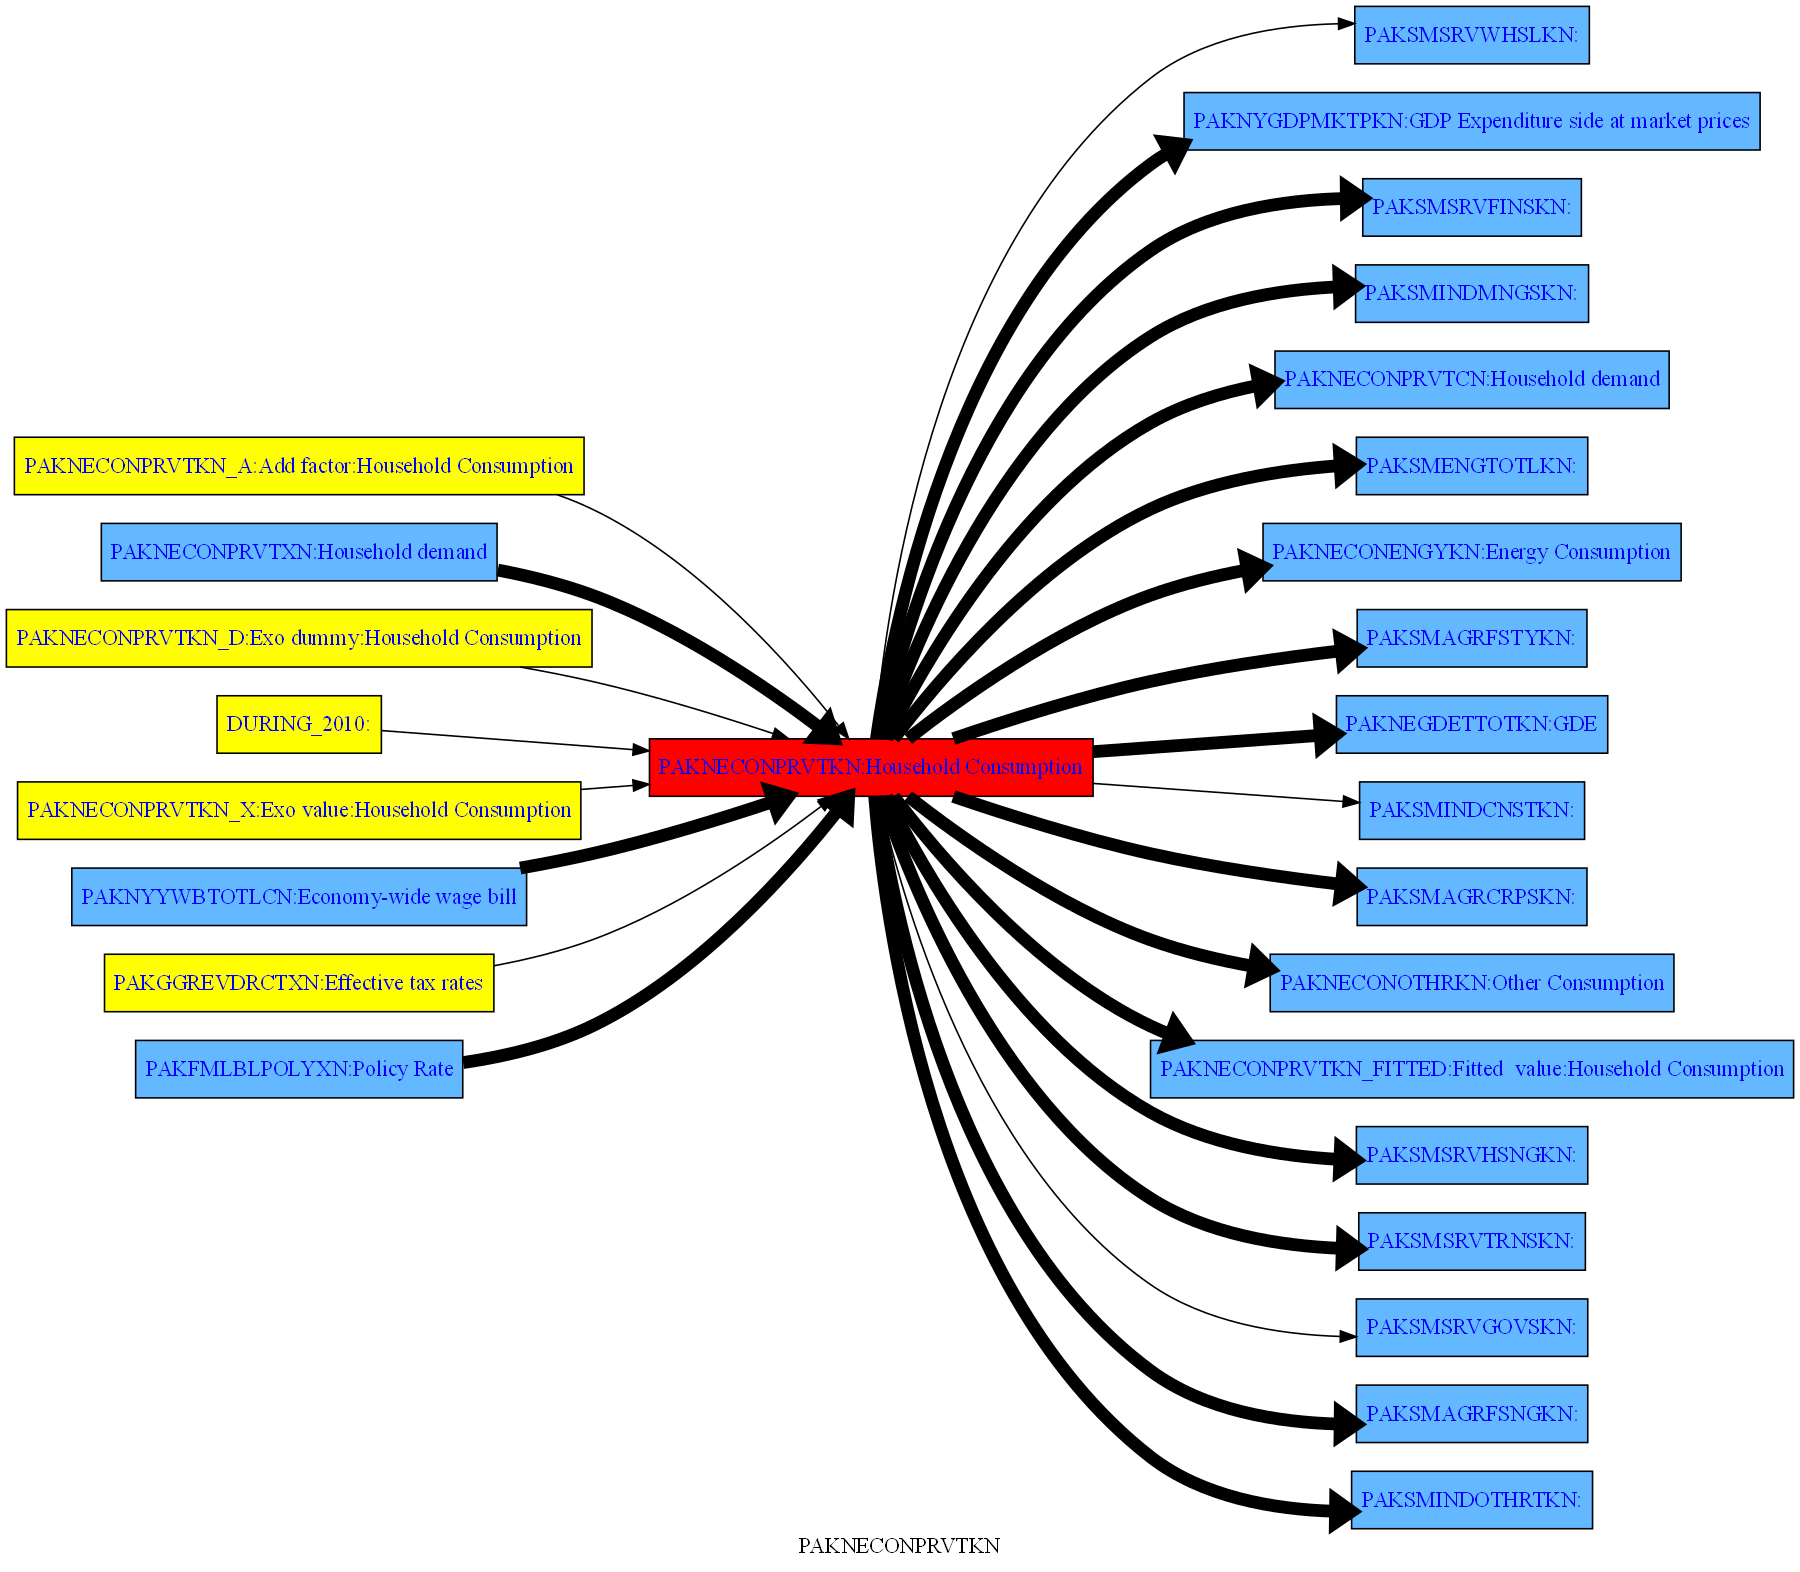 PAKNECONPRVTKN_A:Add factor:Household Consumption
PAKNECONPRVTXN:Household demand
PAKNECONPRVTKN_D:Exo dummy:Household Consumption
DURING_2010:
PAKNECONPRVTKN_X:Exo value:Household Consumption
PAKNYYWBTOTLCN:Economy-wide wage bill
PAKGGREVDRCTXN:Effective tax rates
PAKFMLBLPOLYXN:Policy Rate
PAKNECONPRVTKN:Household Consumption
PAKSMSRVWHSLKN:
PAKNYGDPMKTPKN:GDP Expenditure side at market prices
PAKSMSRVFINSKN:
PAKSMINDMNGSKN:
PAKNECONPRVTCN:Household demand
PAKSMENGTOTLKN:
PAKNECONENGYKN:Energy Consumption
PAKSMAGRFSTYKN:
PAKNEGDETTOTKN:GDE
PAKSMINDCNSTKN:
PAKSMAGRCRPSKN:
PAKNECONOTHRKN:Other Consumption
PAKNECONPRVTKN_FITTED:Fitted  value:Household Consumption
PAKSMSRVHSNGKN:
PAKSMSRVTRNSKN:
PAKSMSRVGOVSKN:
PAKSMAGRFSNGKN:
PAKSMINDOTHRTKN:
PAKNECONPRVTKN